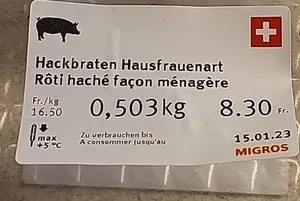 Hackbraten Hausfrauenart
Rôti haché façon ménagère
Fr./kg
16.50
0,503kg
8.30 Fr.
max
+5 °C
Zu verbrauchen bis
A consommer jusqu'au
15.01.23
MIGROS